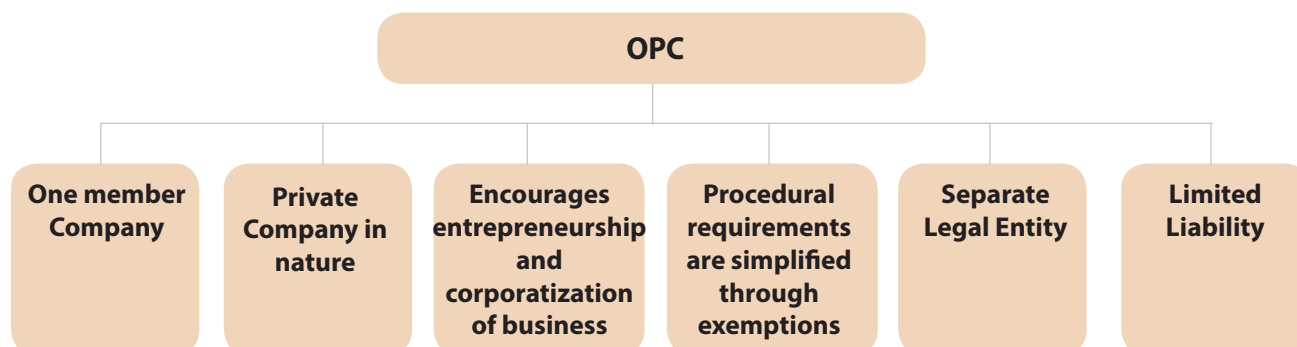 OPC
One member
Company
Private
Company in
nature
Encourages
entrepreneurship
and
corporatization
of business
Procedural
requirements
are simplified
through
exemptions
Separate
Legal Entity
Limited
Liability